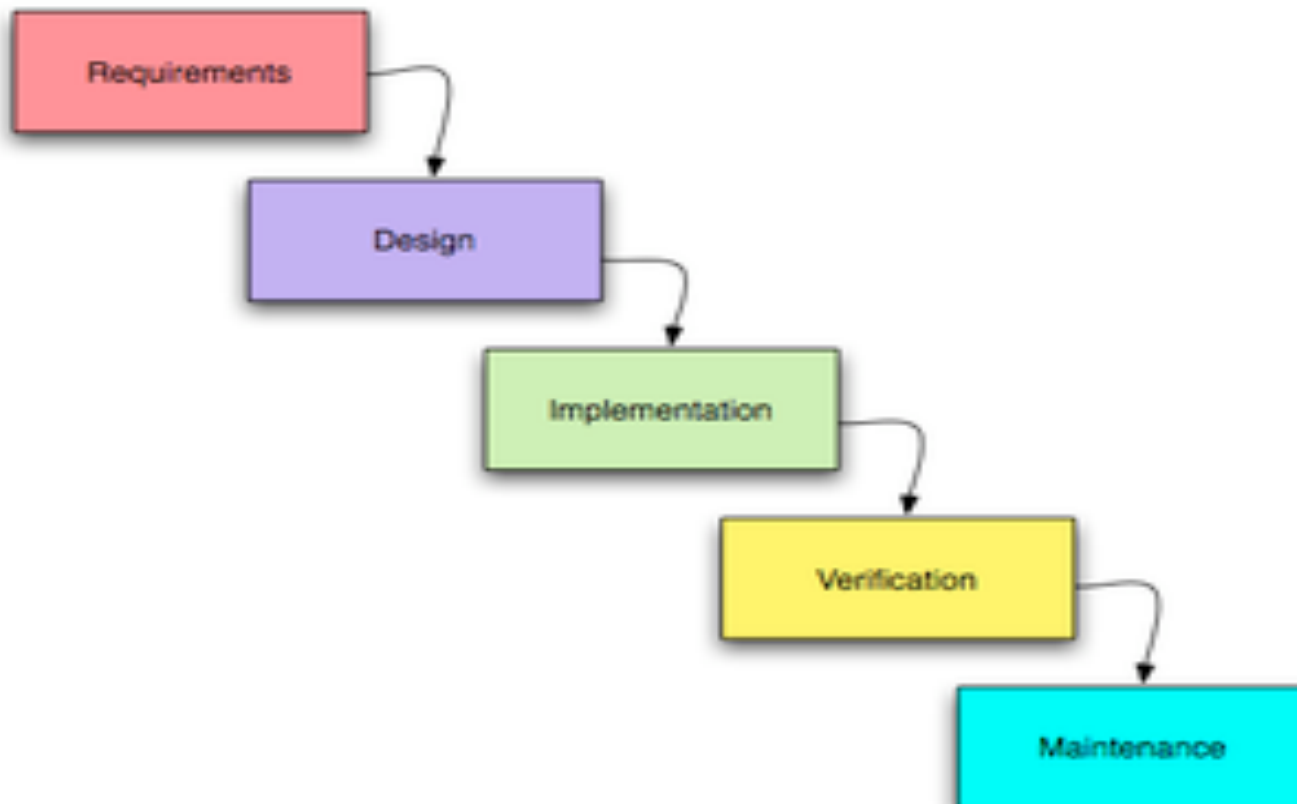 Requirements
Design
Implementation
Verification
Maintenance